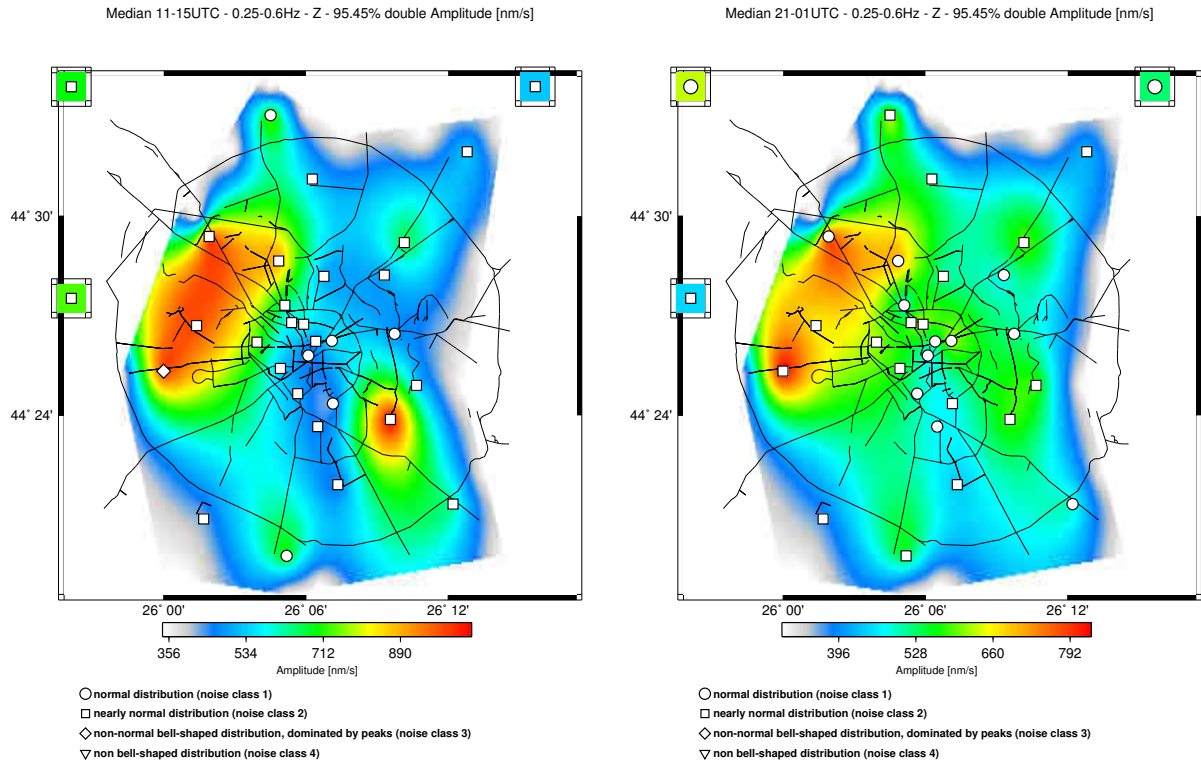 Median 11-15UTC - 0.25-0.6Hz - Z - 95.45% double Amplitude [nm/s]
44° 30'
44° 24'
26° 00'
26° 06'
26° 12'
356
534
712
890
Amplitude [nm/s]
normal distribution (noise class 1)
nearly normal distribution (noise class 2)
non-normal bell-shaped distribution, dominated by peaks (noise class 3)
non bell-shaped distribution (noise class 4)
Median 21-01UTC - 0.25-0.6Hz - Z - 95.45% double Amplitude [nm/s]
44° 30'
44° 24'
26° 00'
26° 06'
26° 12'
396
528
660
792
Amplitude [nm/s]
normal distribution (noise class 1)
nearly normal distribution (noise class 2)
non-normal bell-shaped distribution, dominated by peaks (noise class 3)
non bell-shaped distribution (noise class 4)